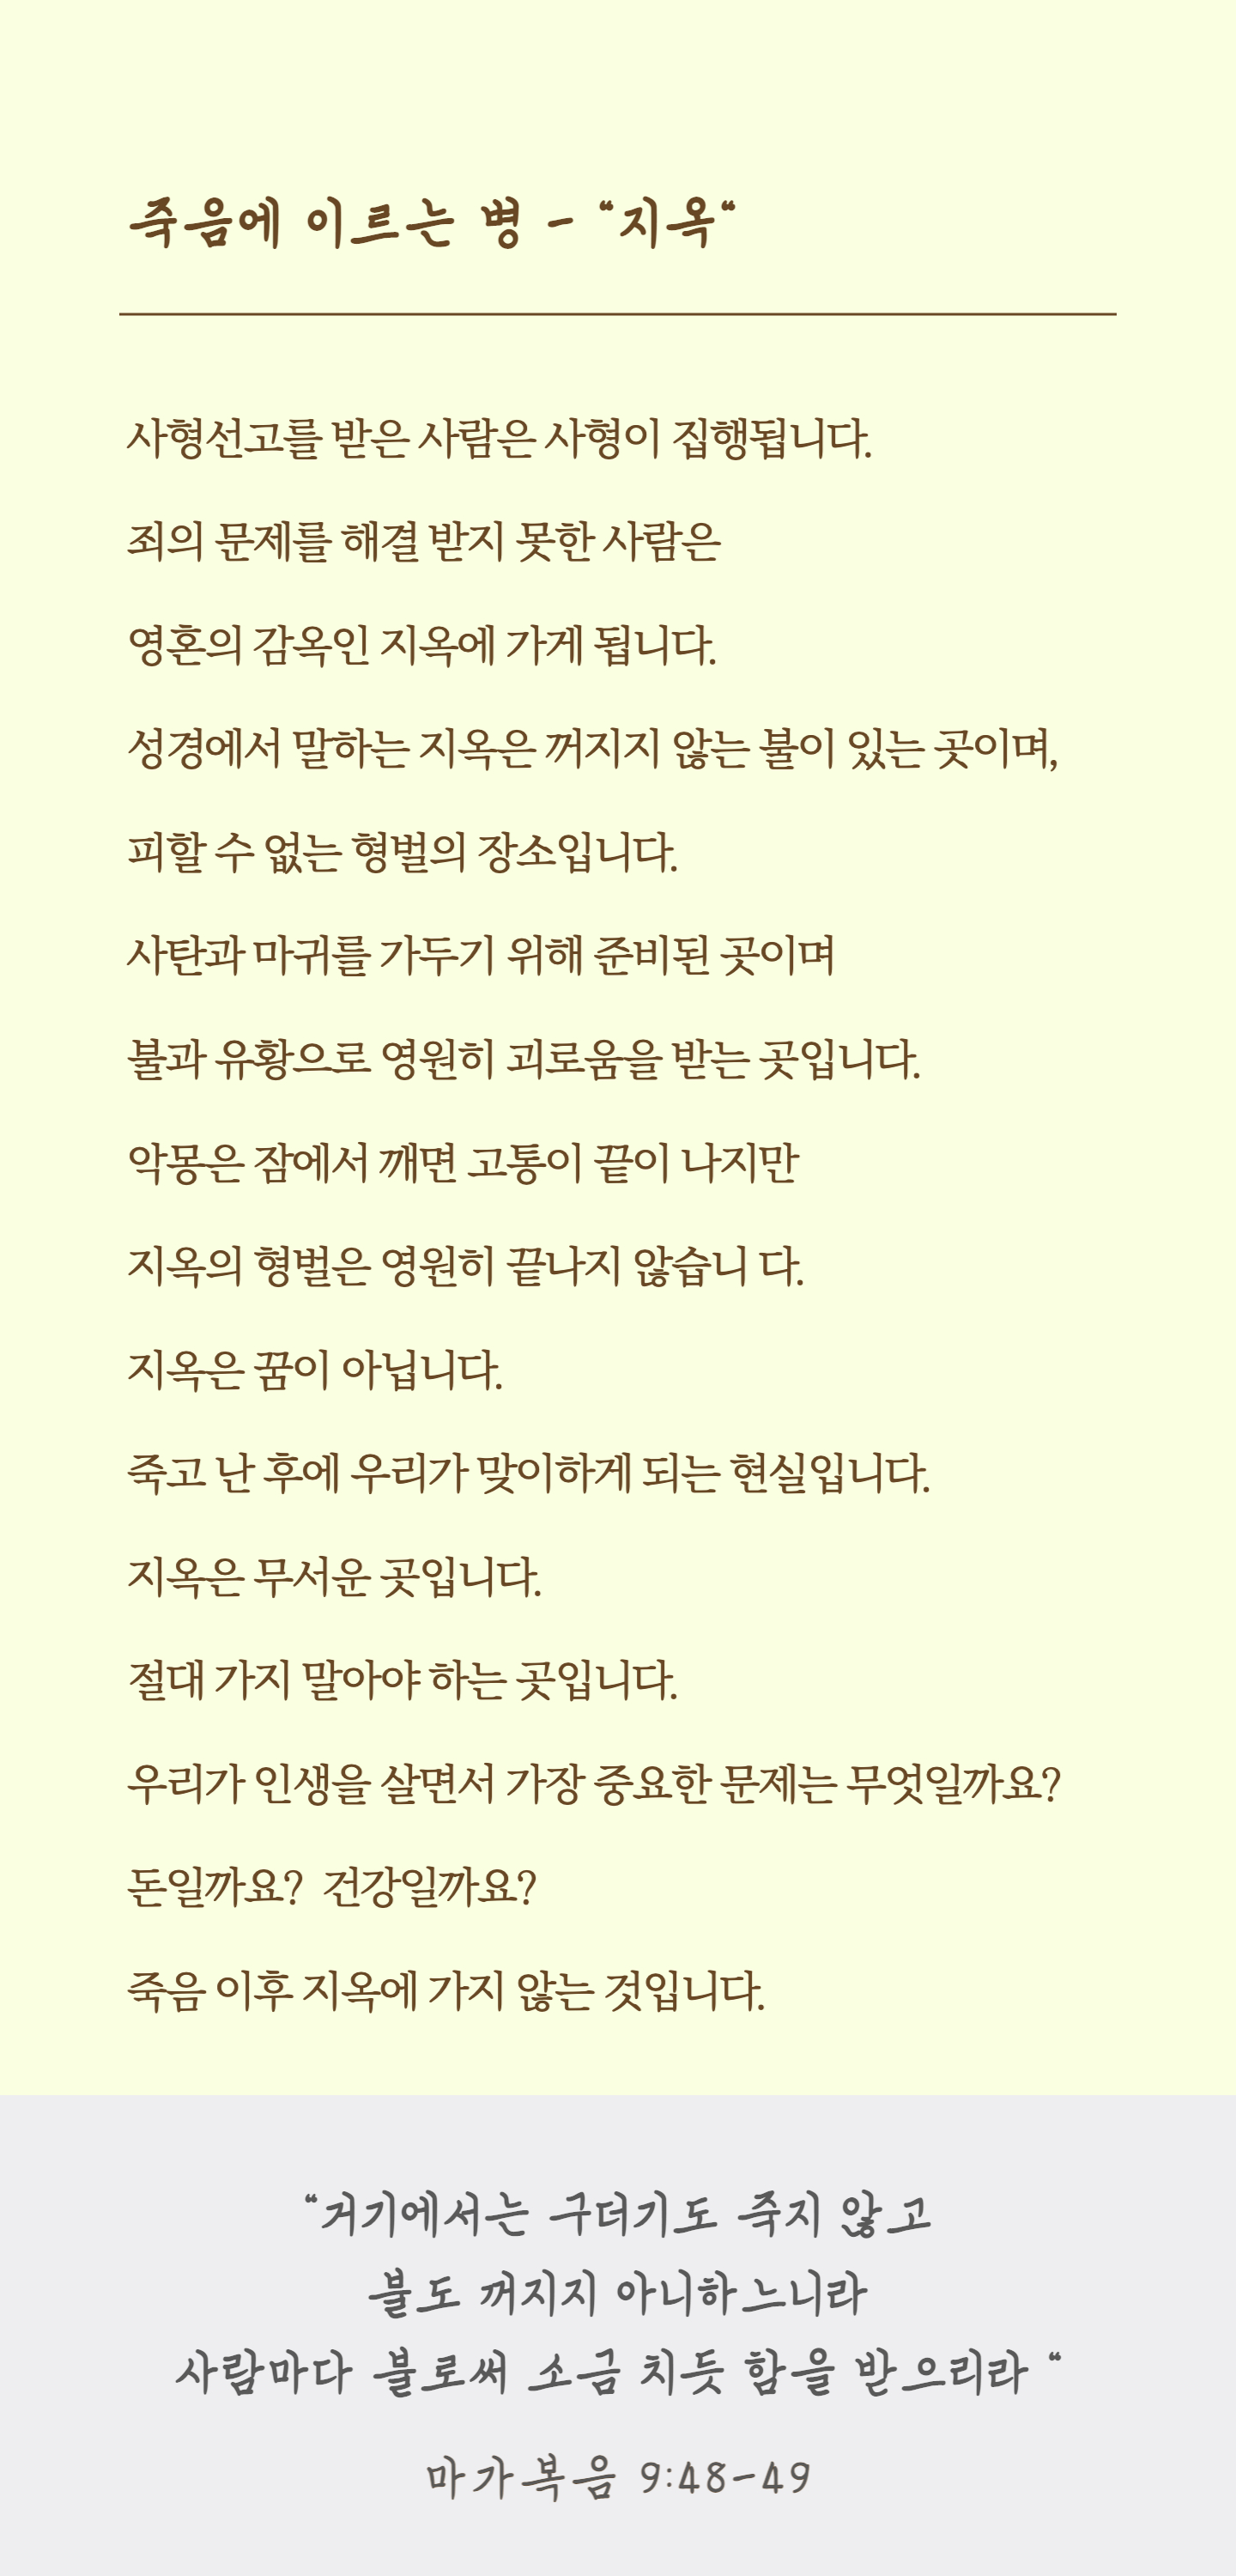 죽음에 이르는 병 - “지옥“
사형선고를 받은 사람은 사형이 집행됩니다.
죄의 문제를 해결 받지 못한 사람은
영혼의 감옥인 지옥에 가게 됩니다.
성경에서 말하는 지옥은 꺼지지 않는 불이 있는 곳이며,
피할 수 없는 형벌의 장소입니다.
사탄과 마귀를 가두기 위해 준비된 곳이며
불과 유황으로 영원히 괴로움을 받는 곳입니다.
악몽은 잠에서 깨면 고통이 끝이 나지만
지옥의 형벌은 영원히 끝나지 않습니 다.
지옥은 꿈이 아닙니다.
죽고 난 후에 우리가 맞이하게 되는 현실입니다.
지옥은 무서운 곳입니다.
절대 가지 말아야 하는 곳입니다.
우리가 인생을 살면서 가장 중요한 문제는 무엇일까요?
돈일까요? 건강일까요?
죽음 이후 지옥에 가지 않는 것입니다.
“거기에서는 구더기도 죽지 않고
불도 꺼지지 아니하느니라
사람마다 불로써 소금 치듯 함을 받으리라 “
마가복음 9:48-49